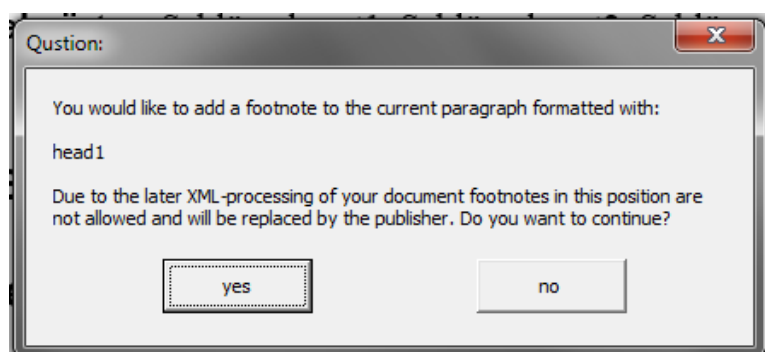 Qustion:
You would like to add a footnote to the current paragraph formatted with:
head1
Due to the later XML-processing of your document footnotes in this position are
not allowed and will be replaced by the publisher. Do you want to continue?
yes
no